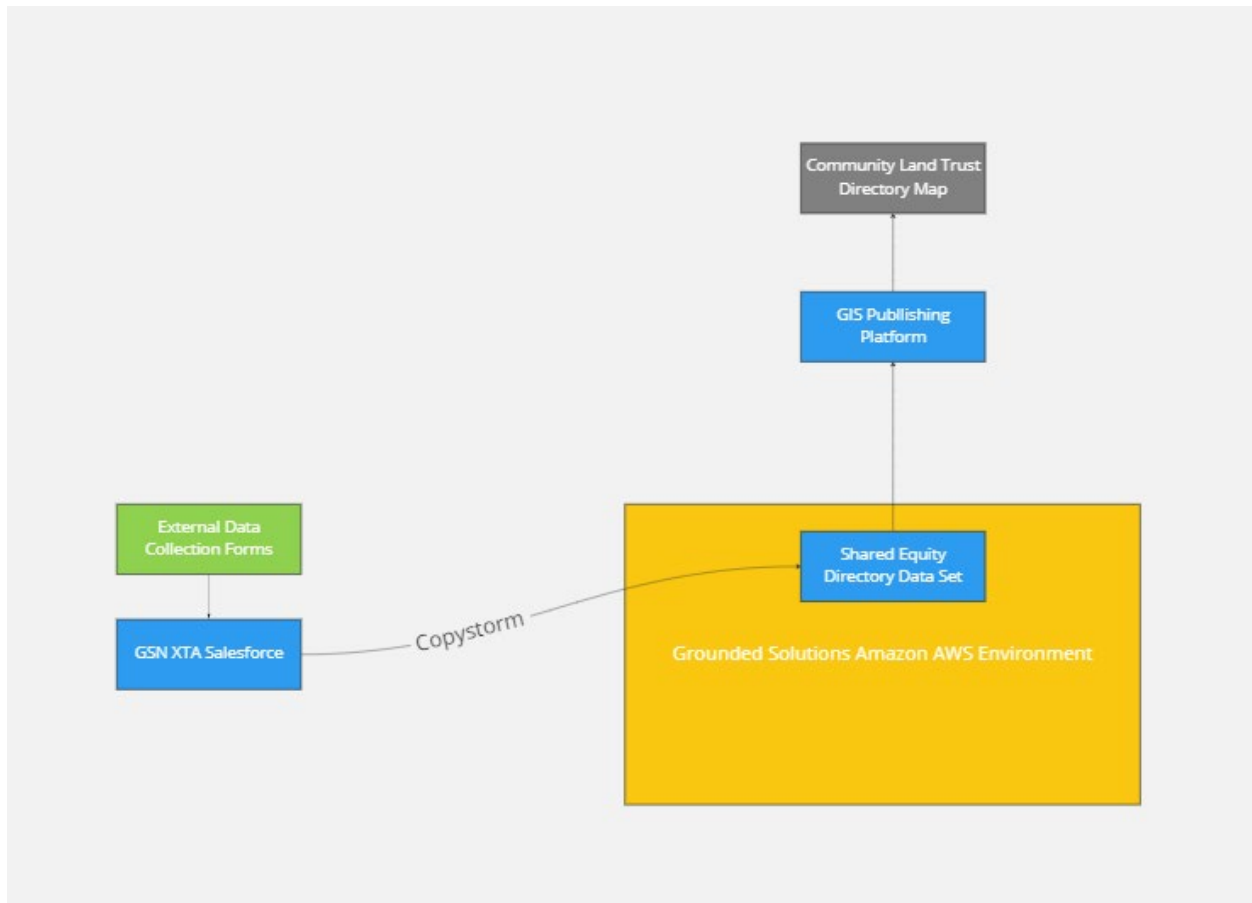 Community Land Trust
Directory Map
GIS Publlishing
Platform
External Data
Collection Forms
Shared Equity
Directory Data Set
Copystorm
GSN XTA Salesforce
Grounded Solutions Amazon AWS Environment